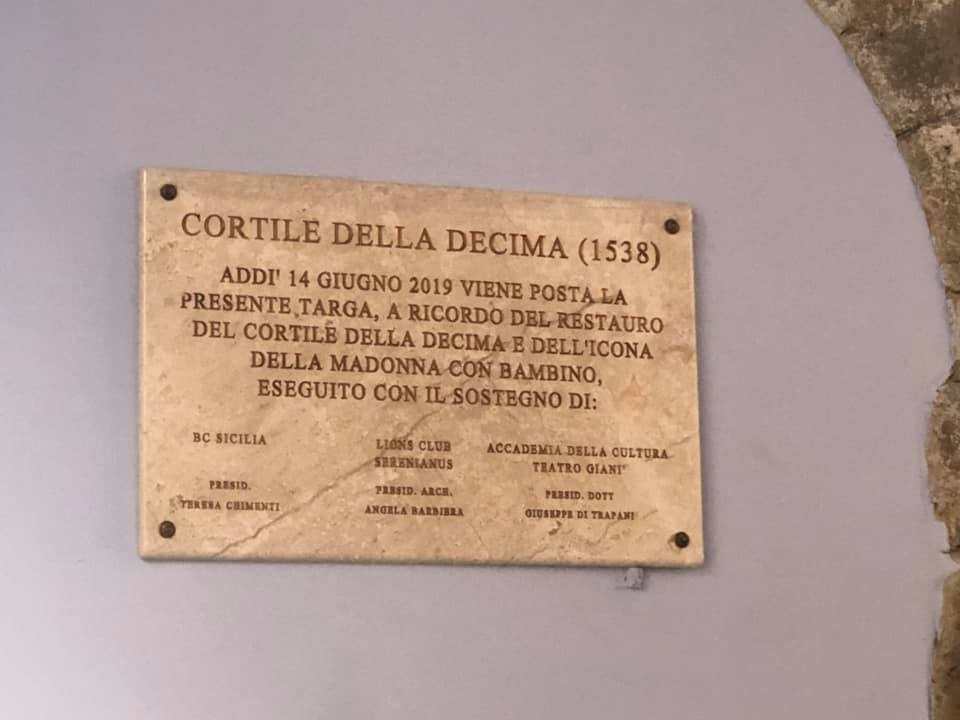 CORTILE DELLA DECIMA (1538)
ADDI' 14 GIUGNO 2019 VIENE POSTA LA
PRESENTE TARGA, A RICORDO DEL RESTAURO
DEL CORTILE DELLA DECIMA E DELL'ICONA
DELLA MADONNA CON BAMBINO,
ESEGUITO CON IL SOSTEGNO DI:
BC SICILIA
PRESID.
TERESA CHIMENTI
LIONS CLUB
SERENIANUS
PRESID. ARCH.
ANGELA BARBIERA
ACCADEMIA DELLA CULTURA
TEATRO GIANI'
PRESID. DOTT
GIUSEPPE DI TRAPANI